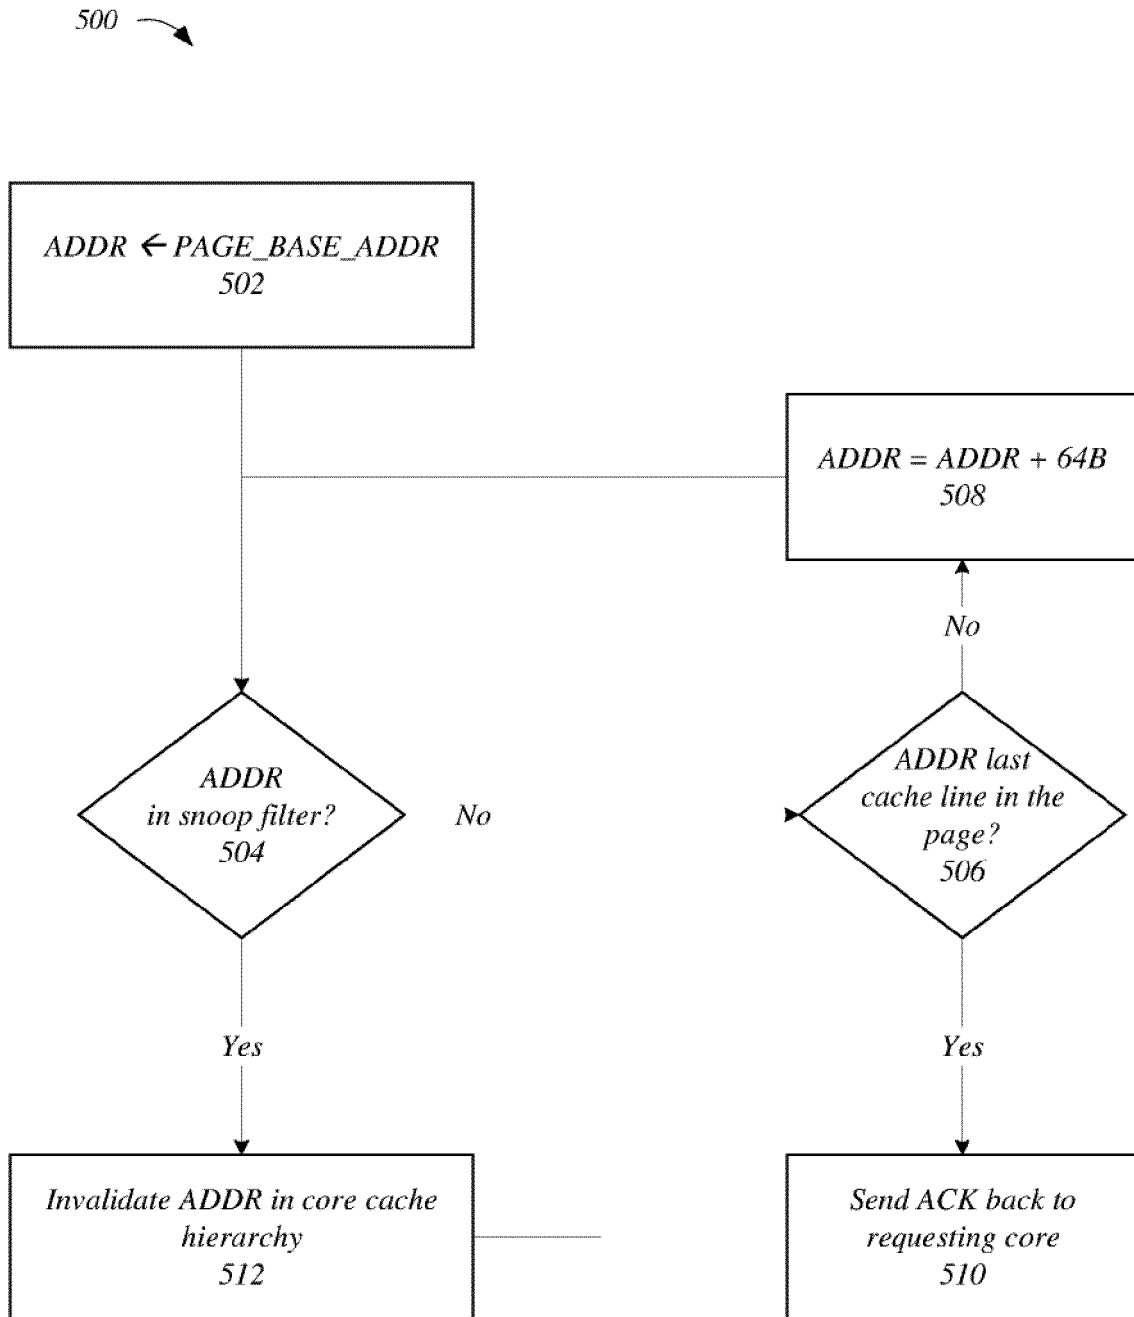 500
ADDR ← PAGE_BASE_ADDR
502
ADDR = ADDR + 64B
508
No
ADDR
in snoop filter?
504
No
ADDR last
cache line in the
page?
506
Yes
Yes
Invalidate ADDR in core cache
hierarchy
512
Send ACK back to
requesting core
510